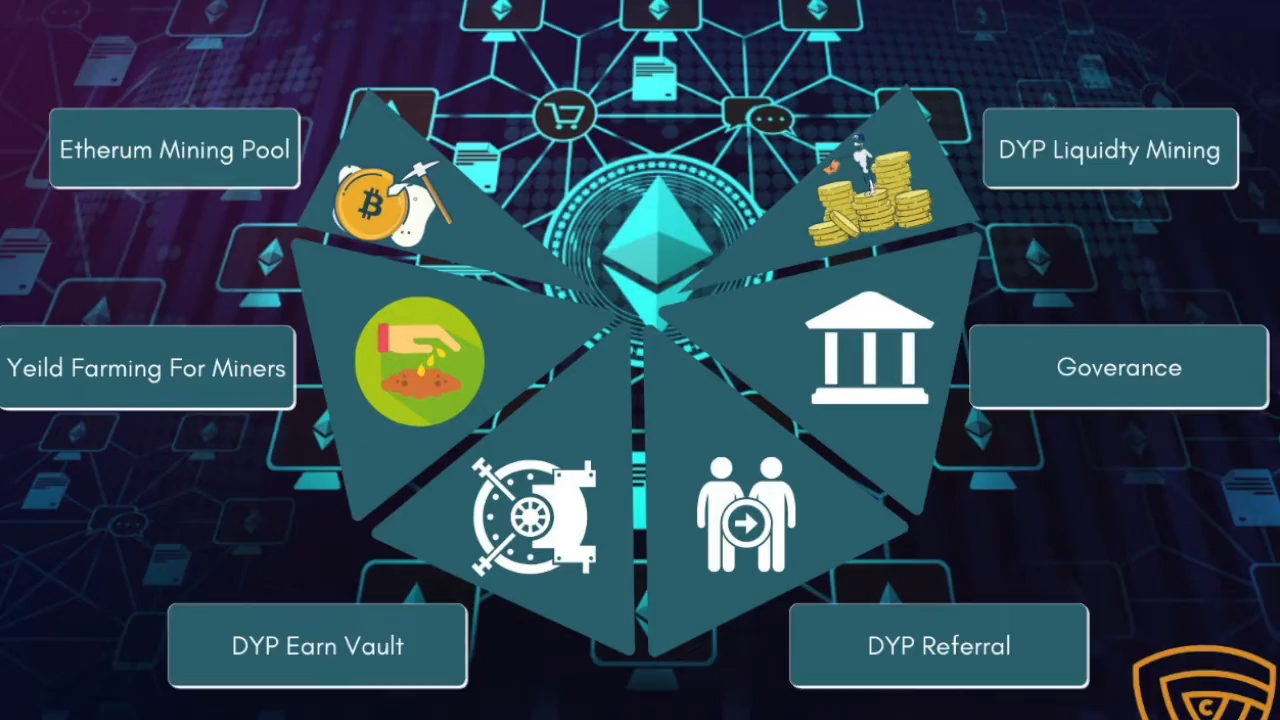 Etherum Mining Pool
DYP Liquidty Mining
Yeild Farming For Miners
Goverance
DYP Earn Vault
DYP Referral
C